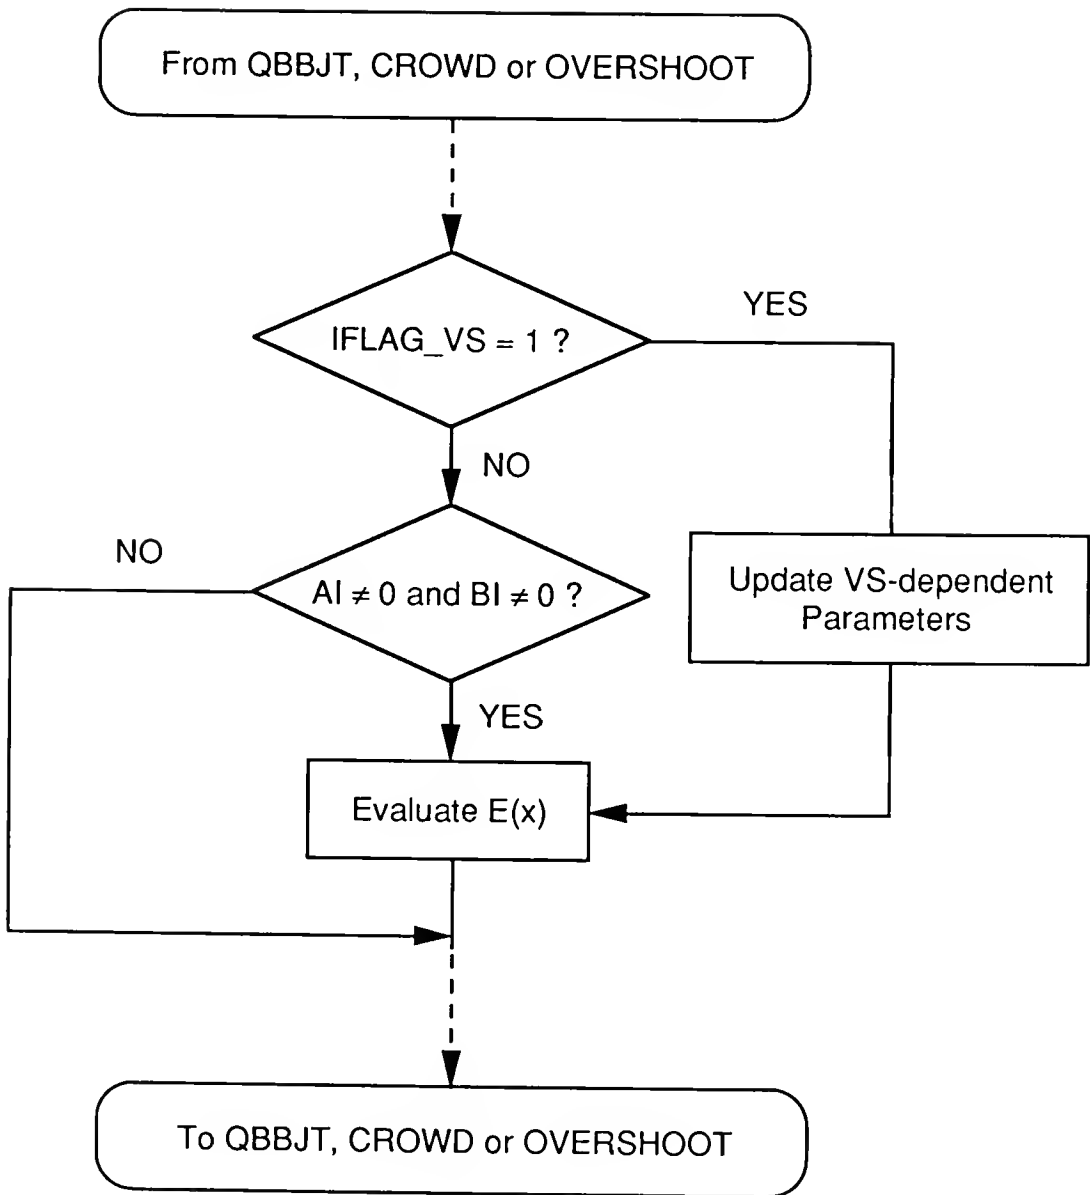 From QBBJT, CROWD or OVERSHOOT
IFLAG_VS = 1 ?
YES
NO
NO
AI ≠ 0 and BI ≠ 0 ?
Update VS-dependent
Parameters
YES
Evaluate E(x)
To QBBJT, CROWD or OVERSHOOT